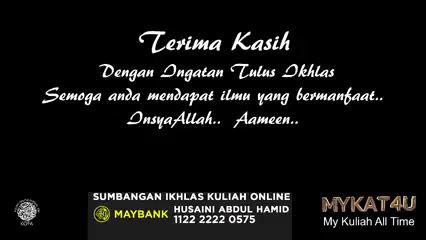 Terima Kasih
Dengan Ingatan Tulus Ikhlas
Semoga anda mendapat ilmu yang bermanfaat..
InsyaAllah.. Aameen..
SUMBANGAN IKHLAS KULIAH ONLINE
MAYBANK
HUSAINI ABDUL HAMID
1122 2222 0575
MYKAT4U
My Kuliah All Time